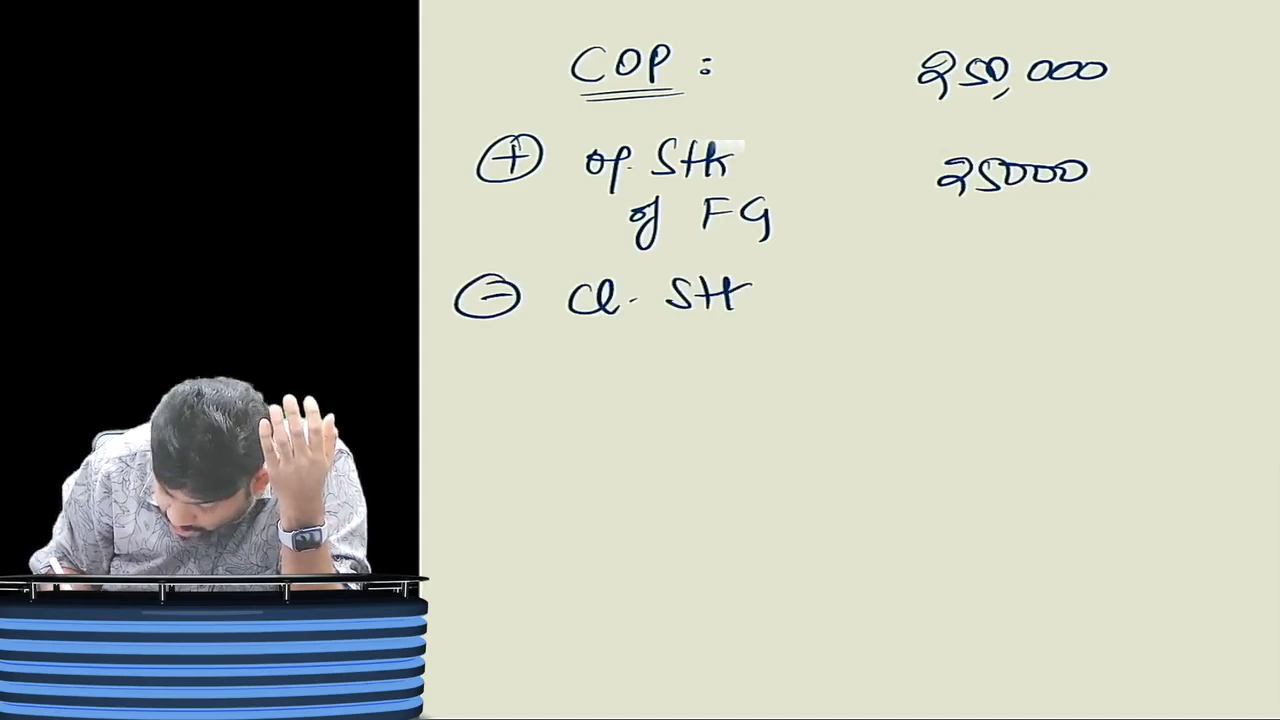 COP : 250,000
+ op. Stk 25000
of FG
- Cl. Stk